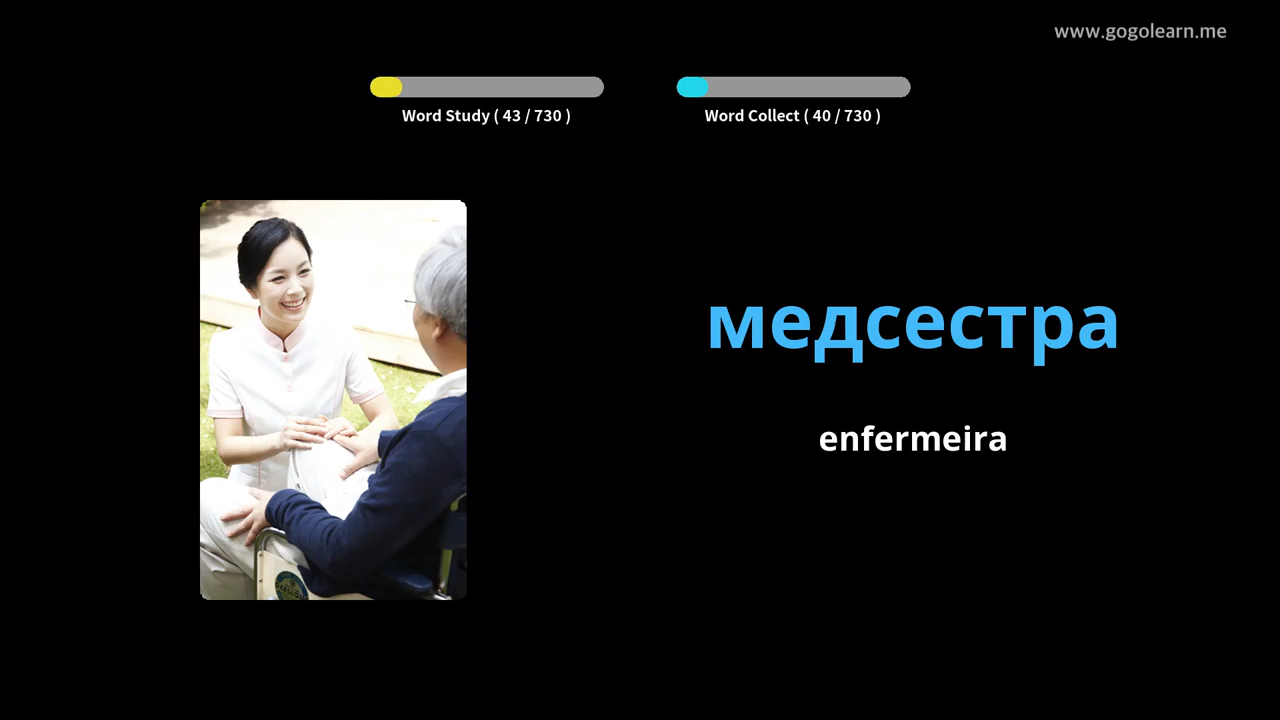 www.gogolearn.me
Word Study ( 43 / 730 )
Word Collect ( 40 / 730 )
медсестра
enfermeira